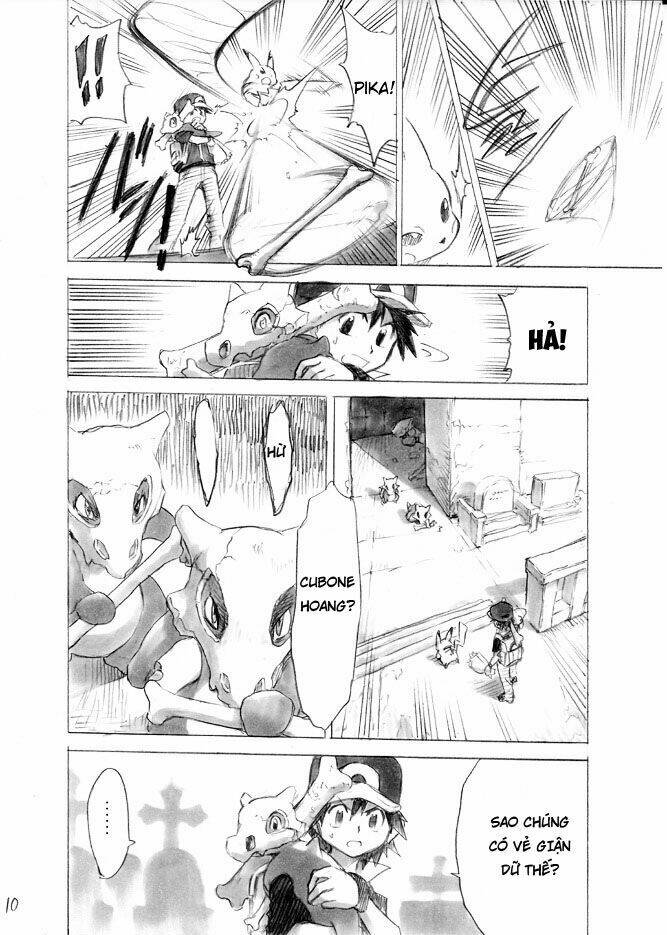 PIKA!
!!
!
HẢ!
HỪ
CUBONE
HOANG?
......
SAO CHÚNG
CÓ VẺ GIẬN
DỮ THẾ?
10